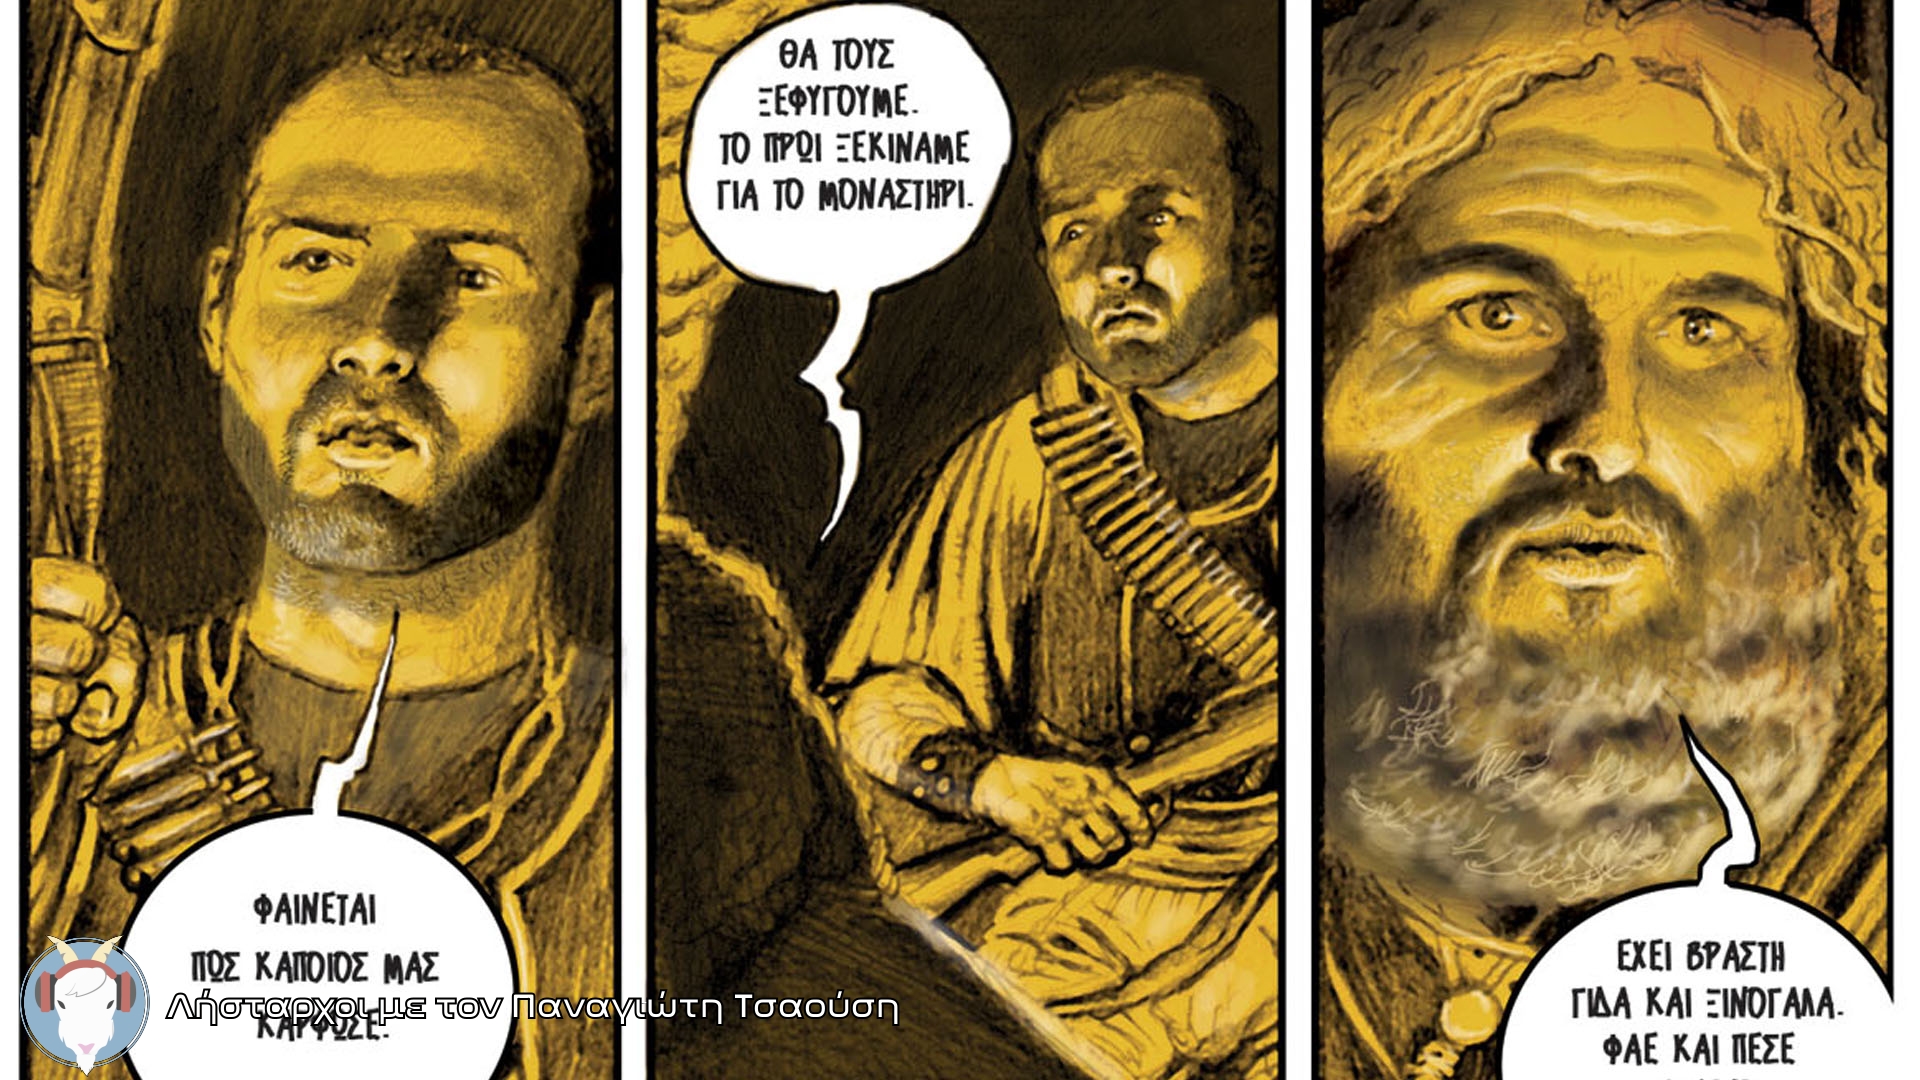 ΦΑΙΝΕΤΑΙ
ΠΩΣ ΚΑΠΟΙΟΣ ΜΑΣ
ΚΑΡΦΩΣΕ.
ΘΑ ΤΟΥΣ
ΞΕΦΥΓΟΥΜΕ.
ΤΟ ΠΡΩΙ ΞΕΚΙΝΑΜΕ
ΓΙΑ ΤΟ ΜΟΝΑΣΤΗΡΙ.
ΕΧΕΙ ΒΡΑΣΤΗ
ΓΙΔΑ ΚΑΙ ΞΙΝΟΓΑΛΑ.
ΦΑΕ ΚΑΙ ΠΕΣΕ
Λήσταρχοι με τον Παναγιώτη Τσαούση